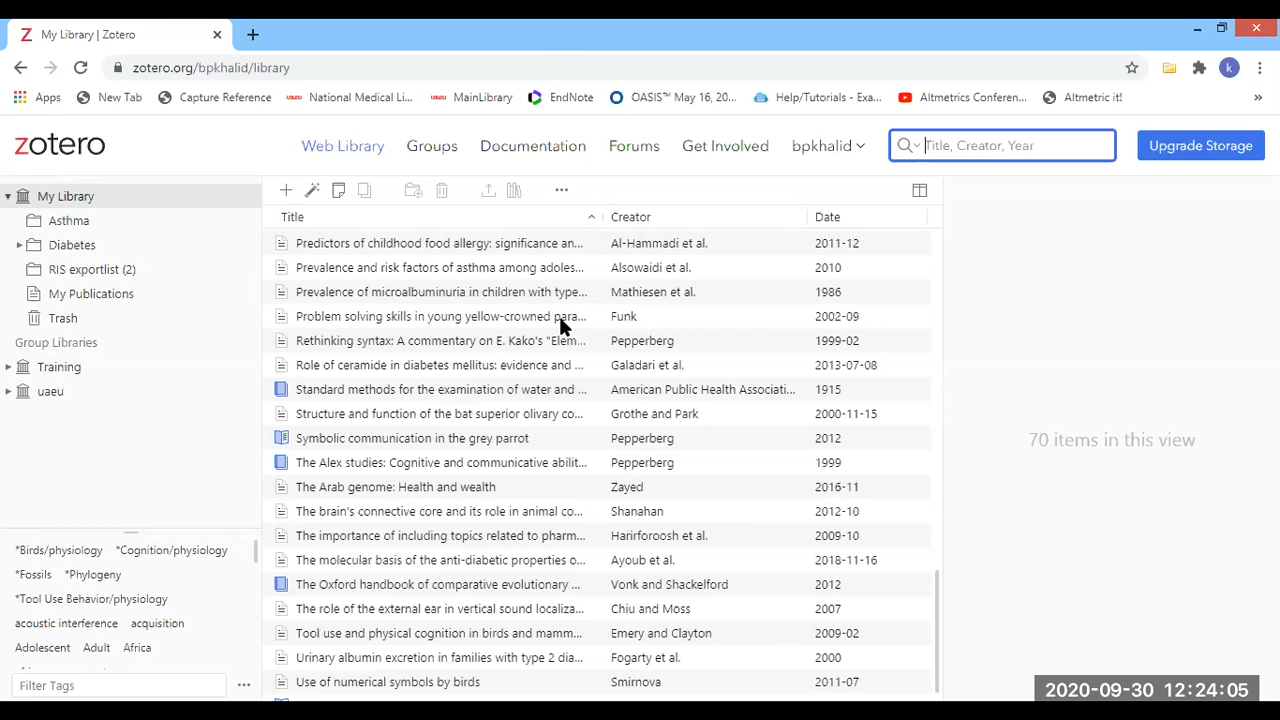 My Library | Zotero
zotero.org/bpkhalid/library
k
Apps New Tab Capture Reference National Medical Li... MainLibrary EndNote OASIS™ May 16, 20... Help/Tutorials - Exa... Altmetrics Conferen... Altmetric it! »
zotero Web Library Groups Documentation Forums Get Involved bpkhalid Title, Creator, Year Upgrade Storage
My Library
Asthma
Diabetes
RIS exportlist (2)
My Publications
Trash
Group Libraries
Training
uaeu
*Birds/physiology *Cognition/physiology
*Fossils *Phylogeny
*Tool Use Behavior/physiology
acoustic interference acquisition
Adolescent Adult Africa
Filter Tags
Title Creator Date
Predictors of childhood food allergy: significance an... Al-Hammadi et al. 2011-12
Prevalence and risk factors of asthma among adoles... Alsowaidi et al. 2010
Prevalence of microalbuminuria in children with type... Mathiesen et al. 1986
Problem solving skills in young yellow-crowned para... Funk 2002-09
Rethinking syntax: A commentary on E. Kako's "Elem... Pepperberg 1999-02
Role of ceramide in diabetes mellitus: evidence and ... Galadari et al. 2013-07-08
Standard methods for the examination of water and ... American Public Health Associati... 1915
Structure and function of the bat superior olivary co... Grothe and Park 2000-11-15
Symbolic communication in the grey parrot Pepperberg 2012
The Alex studies: Cognitive and communicative abilit... Pepperberg 1999
The Arab genome: Health and wealth Zayed 2016-11
The brain's connective core and its role in animal co... Shanahan 2012-10
The importance of including topics related to pharm... Harirforoosh et al. 2009-10
The molecular basis of the anti-diabetic properties o... Ayoub et al. 2018-11-16
The Oxford handbook of comparative evolutionary ... Vonk and Shackelford 2012
The role of the external ear in vertical sound localiza... Chiu and Moss 2007
Tool use and physical cognition in birds and mamm... Emery and Clayton 2009-02
Urinary albumin excretion in families with type 2 dia... Fogarty et al. 2000
Use of numerical symbols by birds Smirnova 2011-07
70 items in this view
2020-09-30 12:24:05